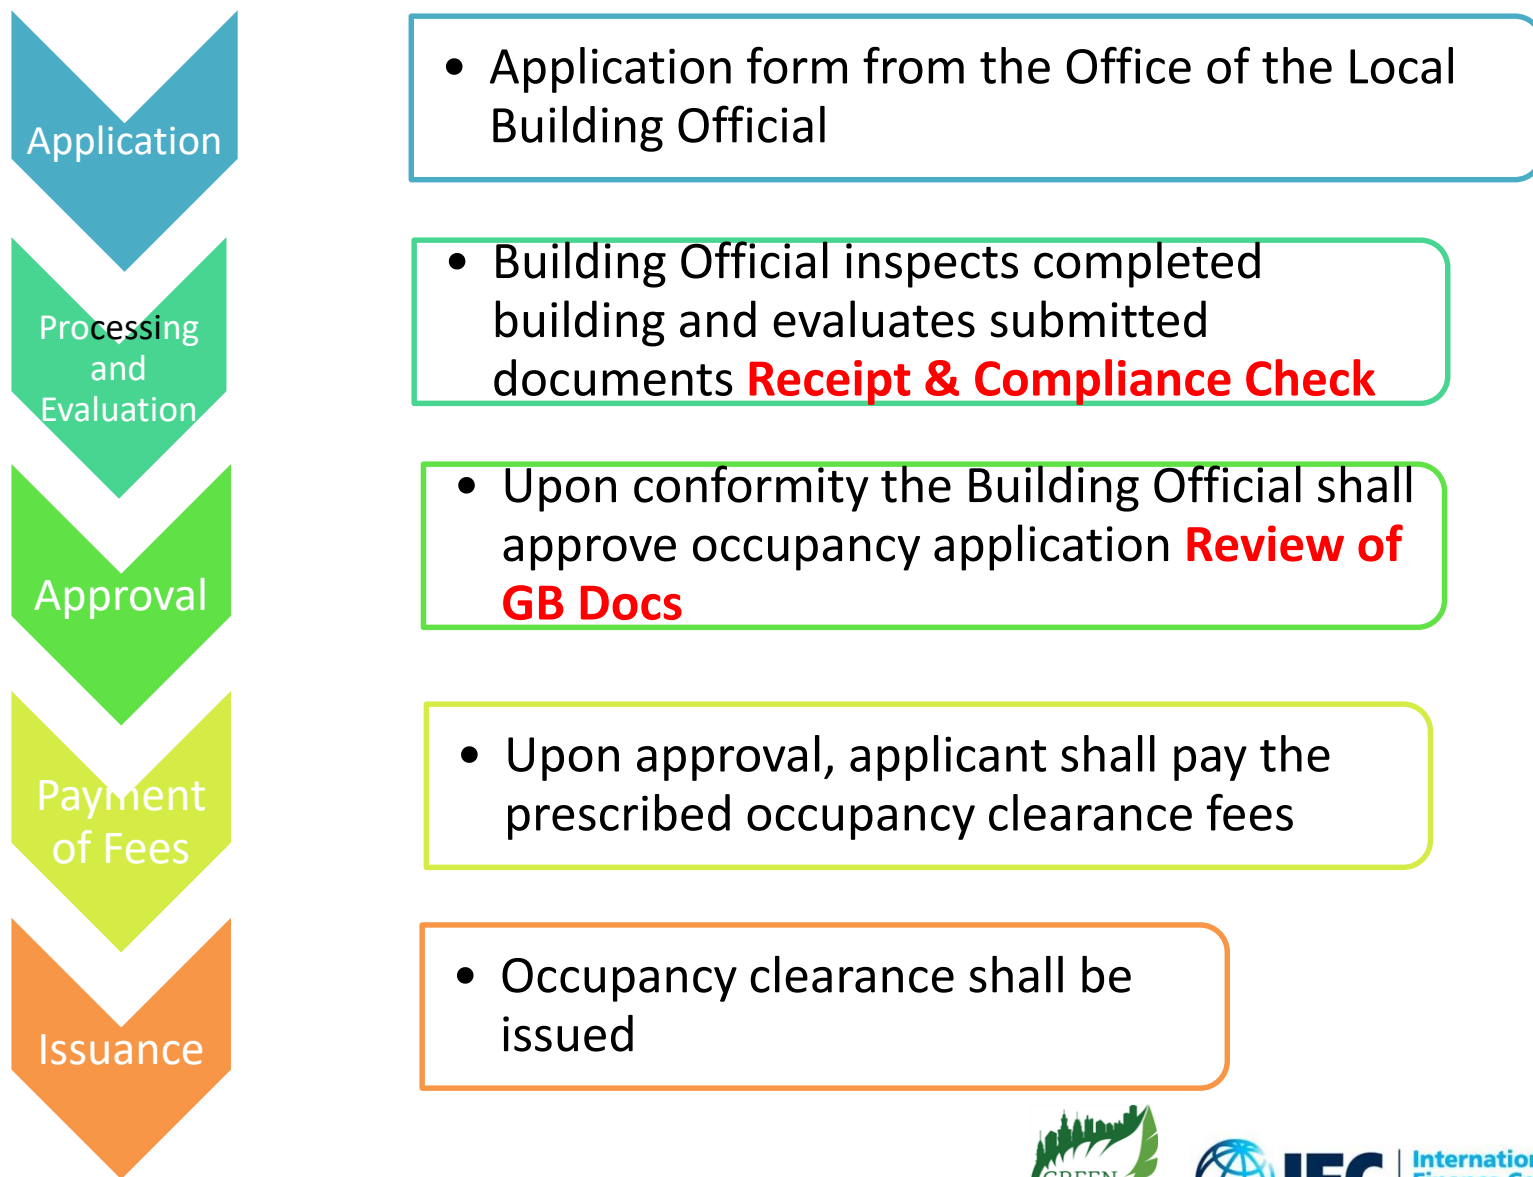 Application
• Application form from the Office of the Local
Building Official
Processing
and
Evaluation
• Building Official inspects completed
building and evaluates submitted
documents Receipt & Compliance Check
Approval
• Upon conformity the Building Official shall
approve occupancy application Review of
GB Docs
Payment
of Fees
• Upon approval, applicant shall pay the
prescribed occupancy clearance fees
Issuance
• Occupancy clearance shall be
issued
GREEN
IFC